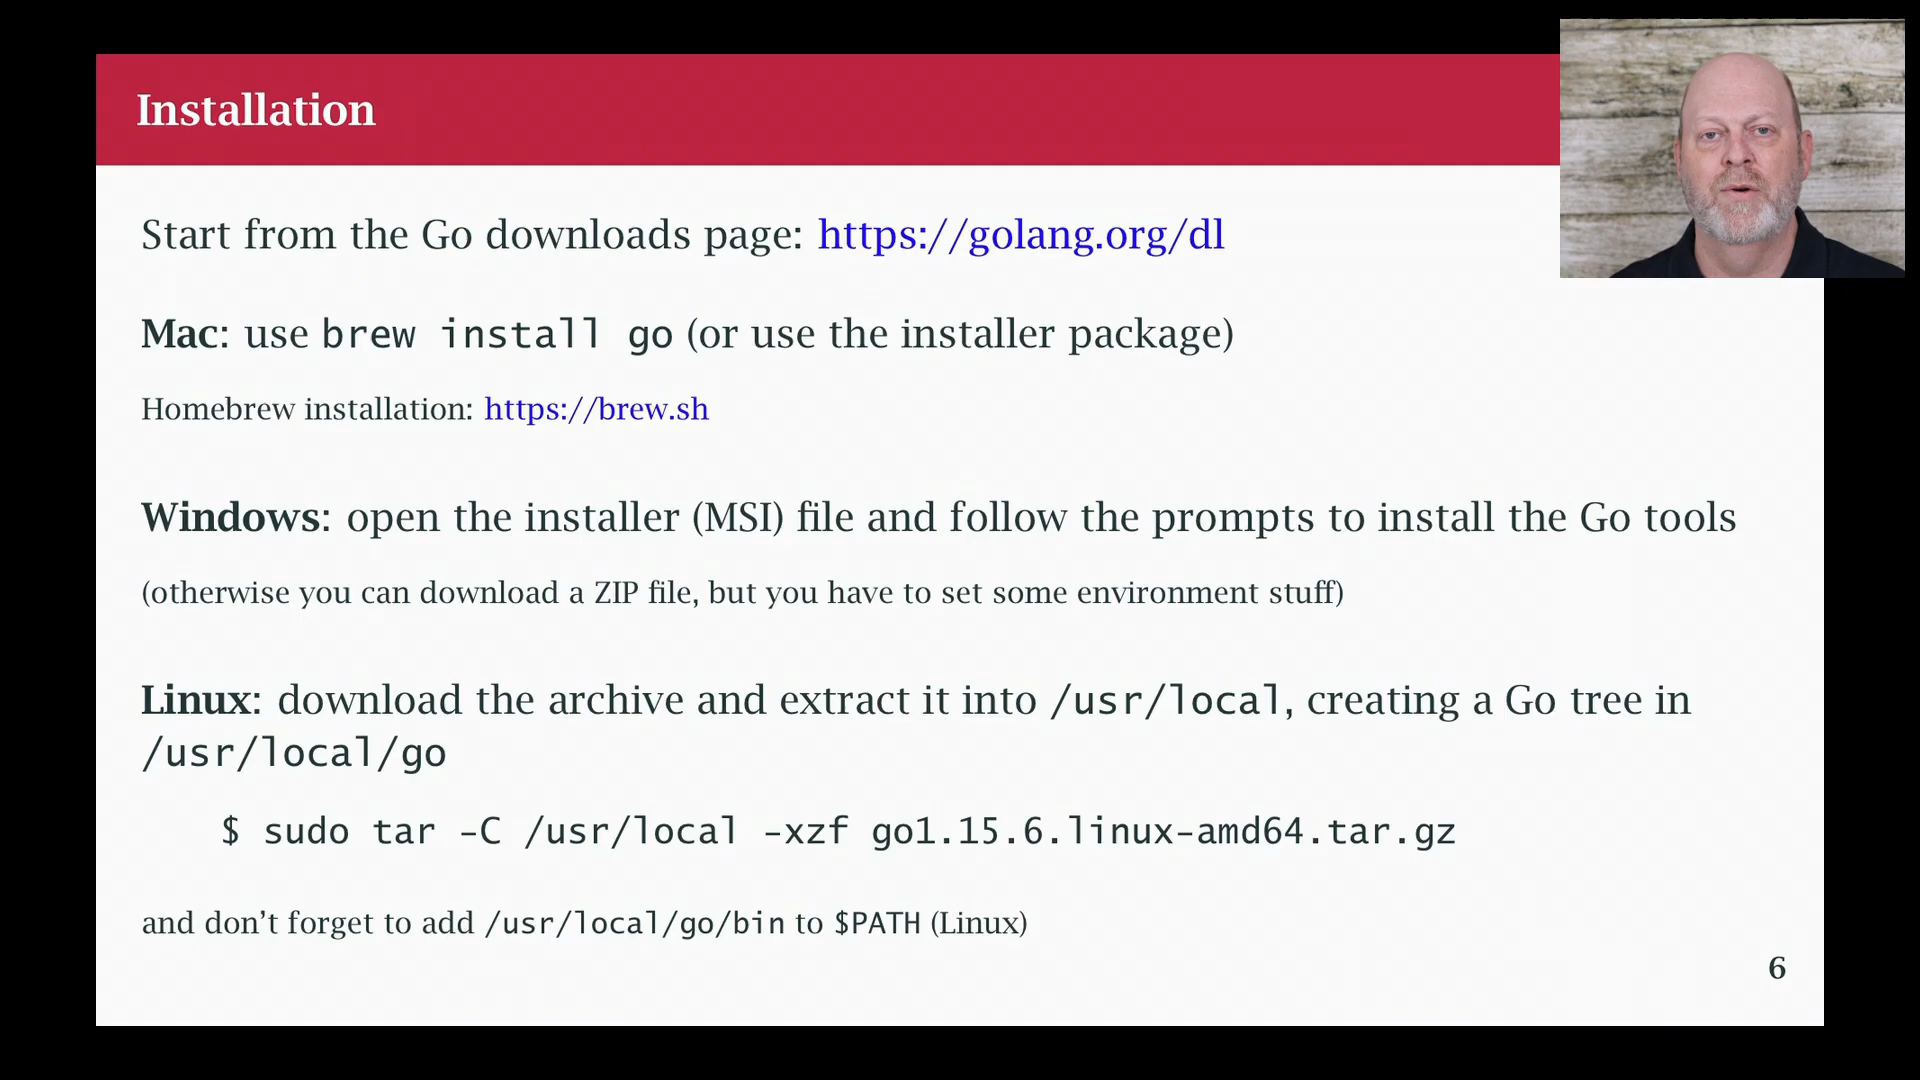 Installation
Start from the Go downloads page: https://golang.org/dl
Mac: use brew install go (or use the installer package)
Homebrew installation: https://brew.sh
Windows: open the installer (MSI) file and follow the prompts to install the Go tools
(otherwise you can download a ZIP file, but you have to set some environment stuff)
Linux: download the archive and extract it into /usr/local, creating a Go tree in
/usr/local/go
$ sudo tar -C /usr/local -xzf go1.15.6.linux-amd64.tar.gz
and don't forget to add /usr/local/go/bin to $PATH (Linux)
6